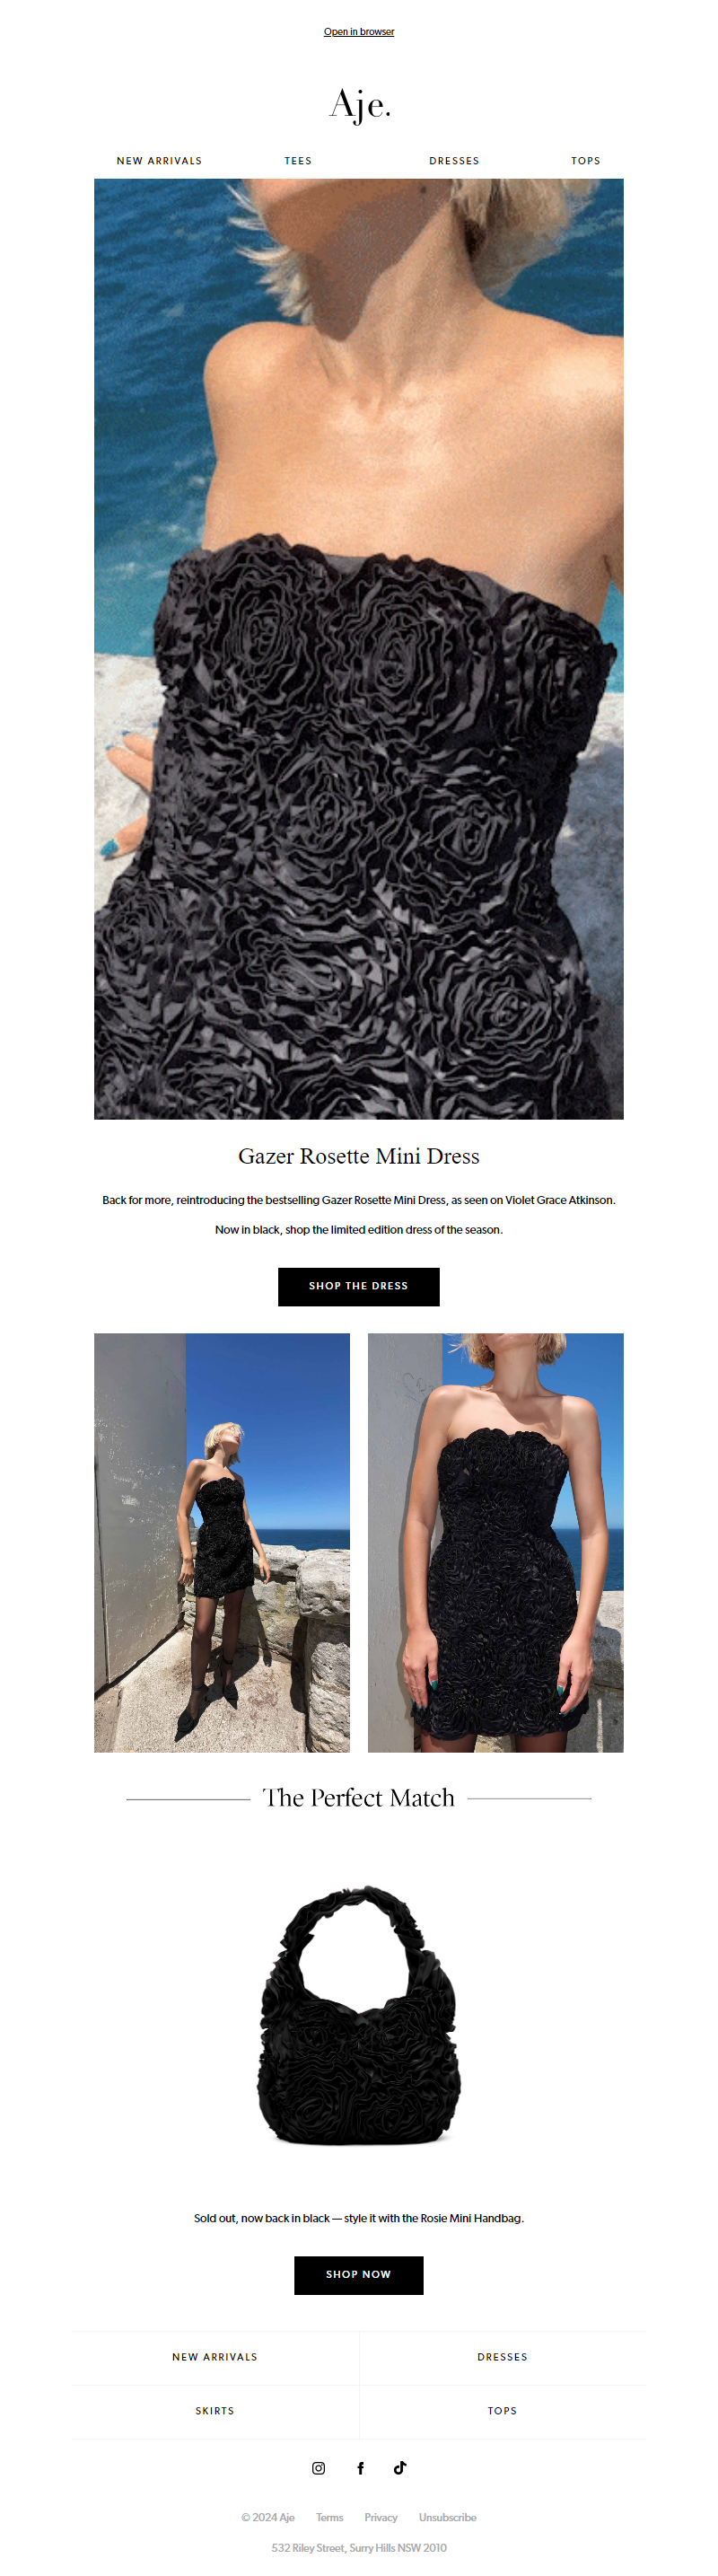 Open in browser
Aje.
NEW ARRIVALS TEES DRESSES TOPS
Gazer Rosette Mini Dress
Back for more, reintroducing the bestselling Gazer Rosette Mini Dress, as seen on Violet Grace Atkinson.
Now in black, shop the limited edition dress of the season.
SHOP THE DRESS
The Perfect Match
Sold out, now back in black — style it with the Rosie Mini Handbag.
SHOP NOW
NEW ARRIVALS DRESSES
SKIRTS TOPS
© 2024 Aje Terms Privacy Unsubscribe
532 Riley Street, Surry Hills NSW 2010